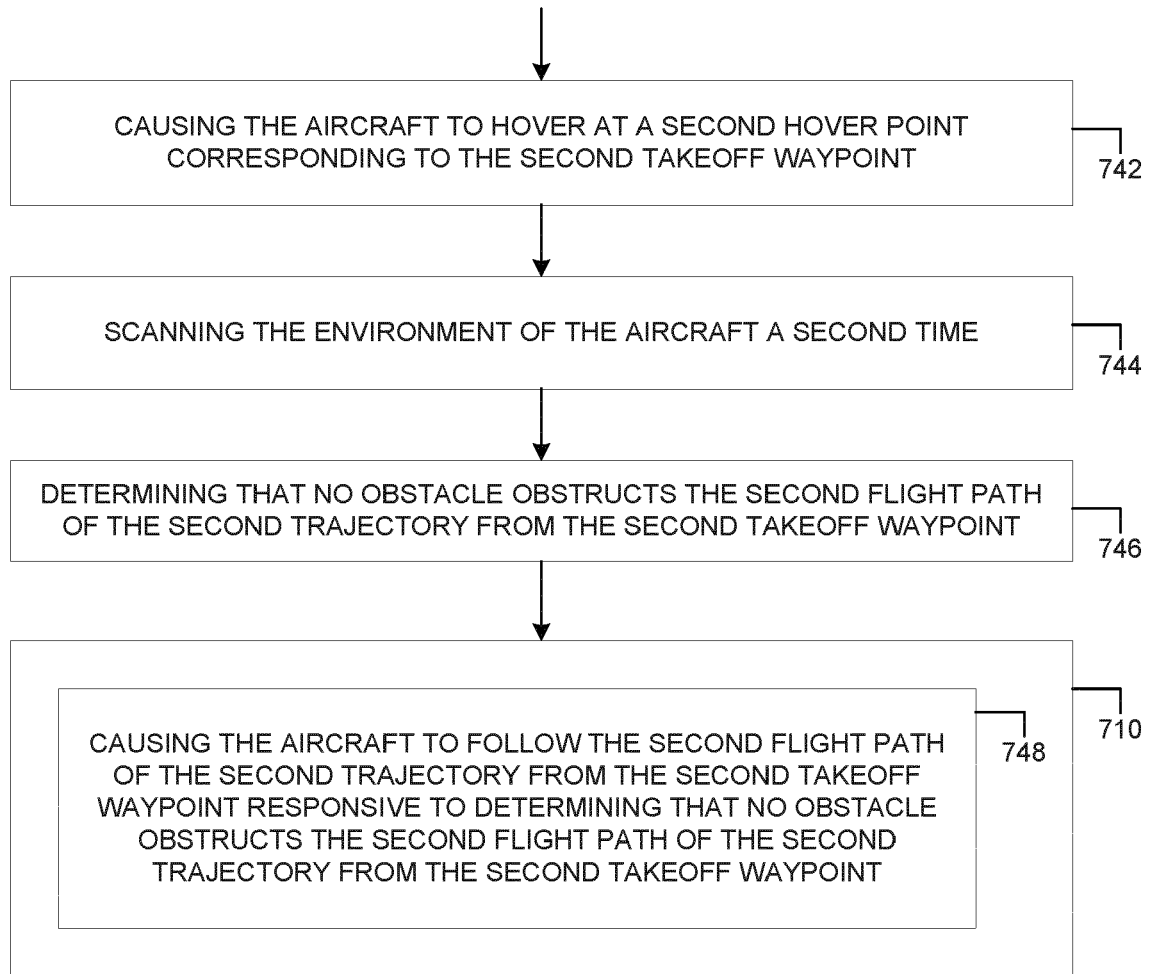 CAUSING THE AIRCRAFT TO HOVER AT A SECOND HOVER POINT
CORRESPONDING TO THE SECOND TAKEOFF WAYPOINT
742
SCANNING THE ENVIRONMENT OF THE AIRCRAFT A SECOND TIME
744
DETERMINING THAT NO OBSTACLE OBSTRUCTS THE SECOND FLIGHT PATH
OF THE SECOND TRAJECTORY FROM THE SECOND TAKEOFF WAYPOINT
746
710
748
CAUSING THE AIRCRAFT TO FOLLOW THE SECOND FLIGHT PATH
OF THE SECOND TRAJECTORY FROM THE SECOND TAKEOFF
WAYPOINT RESPONSIVE TO DETERMINING THAT NO OBSTACLE
OBSTRUCTS THE SECOND FLIGHT PATH OF THE SECOND
TRAJECTORY FROM THE SECOND TAKEOFF WAYPOINT